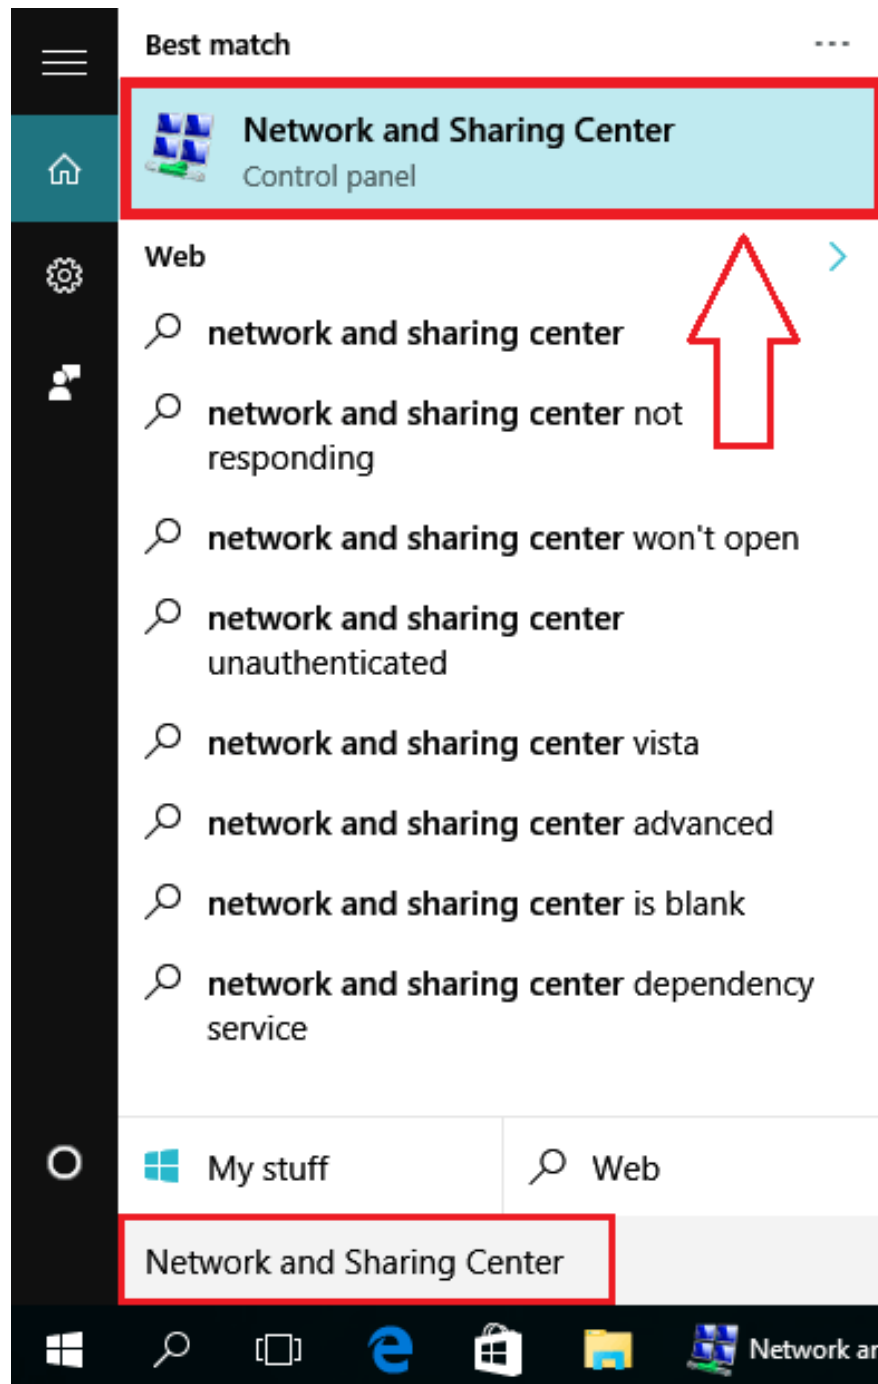 Best match
Network and Sharing Center
Control panel
Web
network and sharing center
network and sharing center not
responding
network and sharing center won't open
network and sharing center
unauthenticated
network and sharing center vista
network and sharing center advanced
network and sharing center is blank
network and sharing center dependency
service
My stuff
Web
Network and Sharing Center
Network an